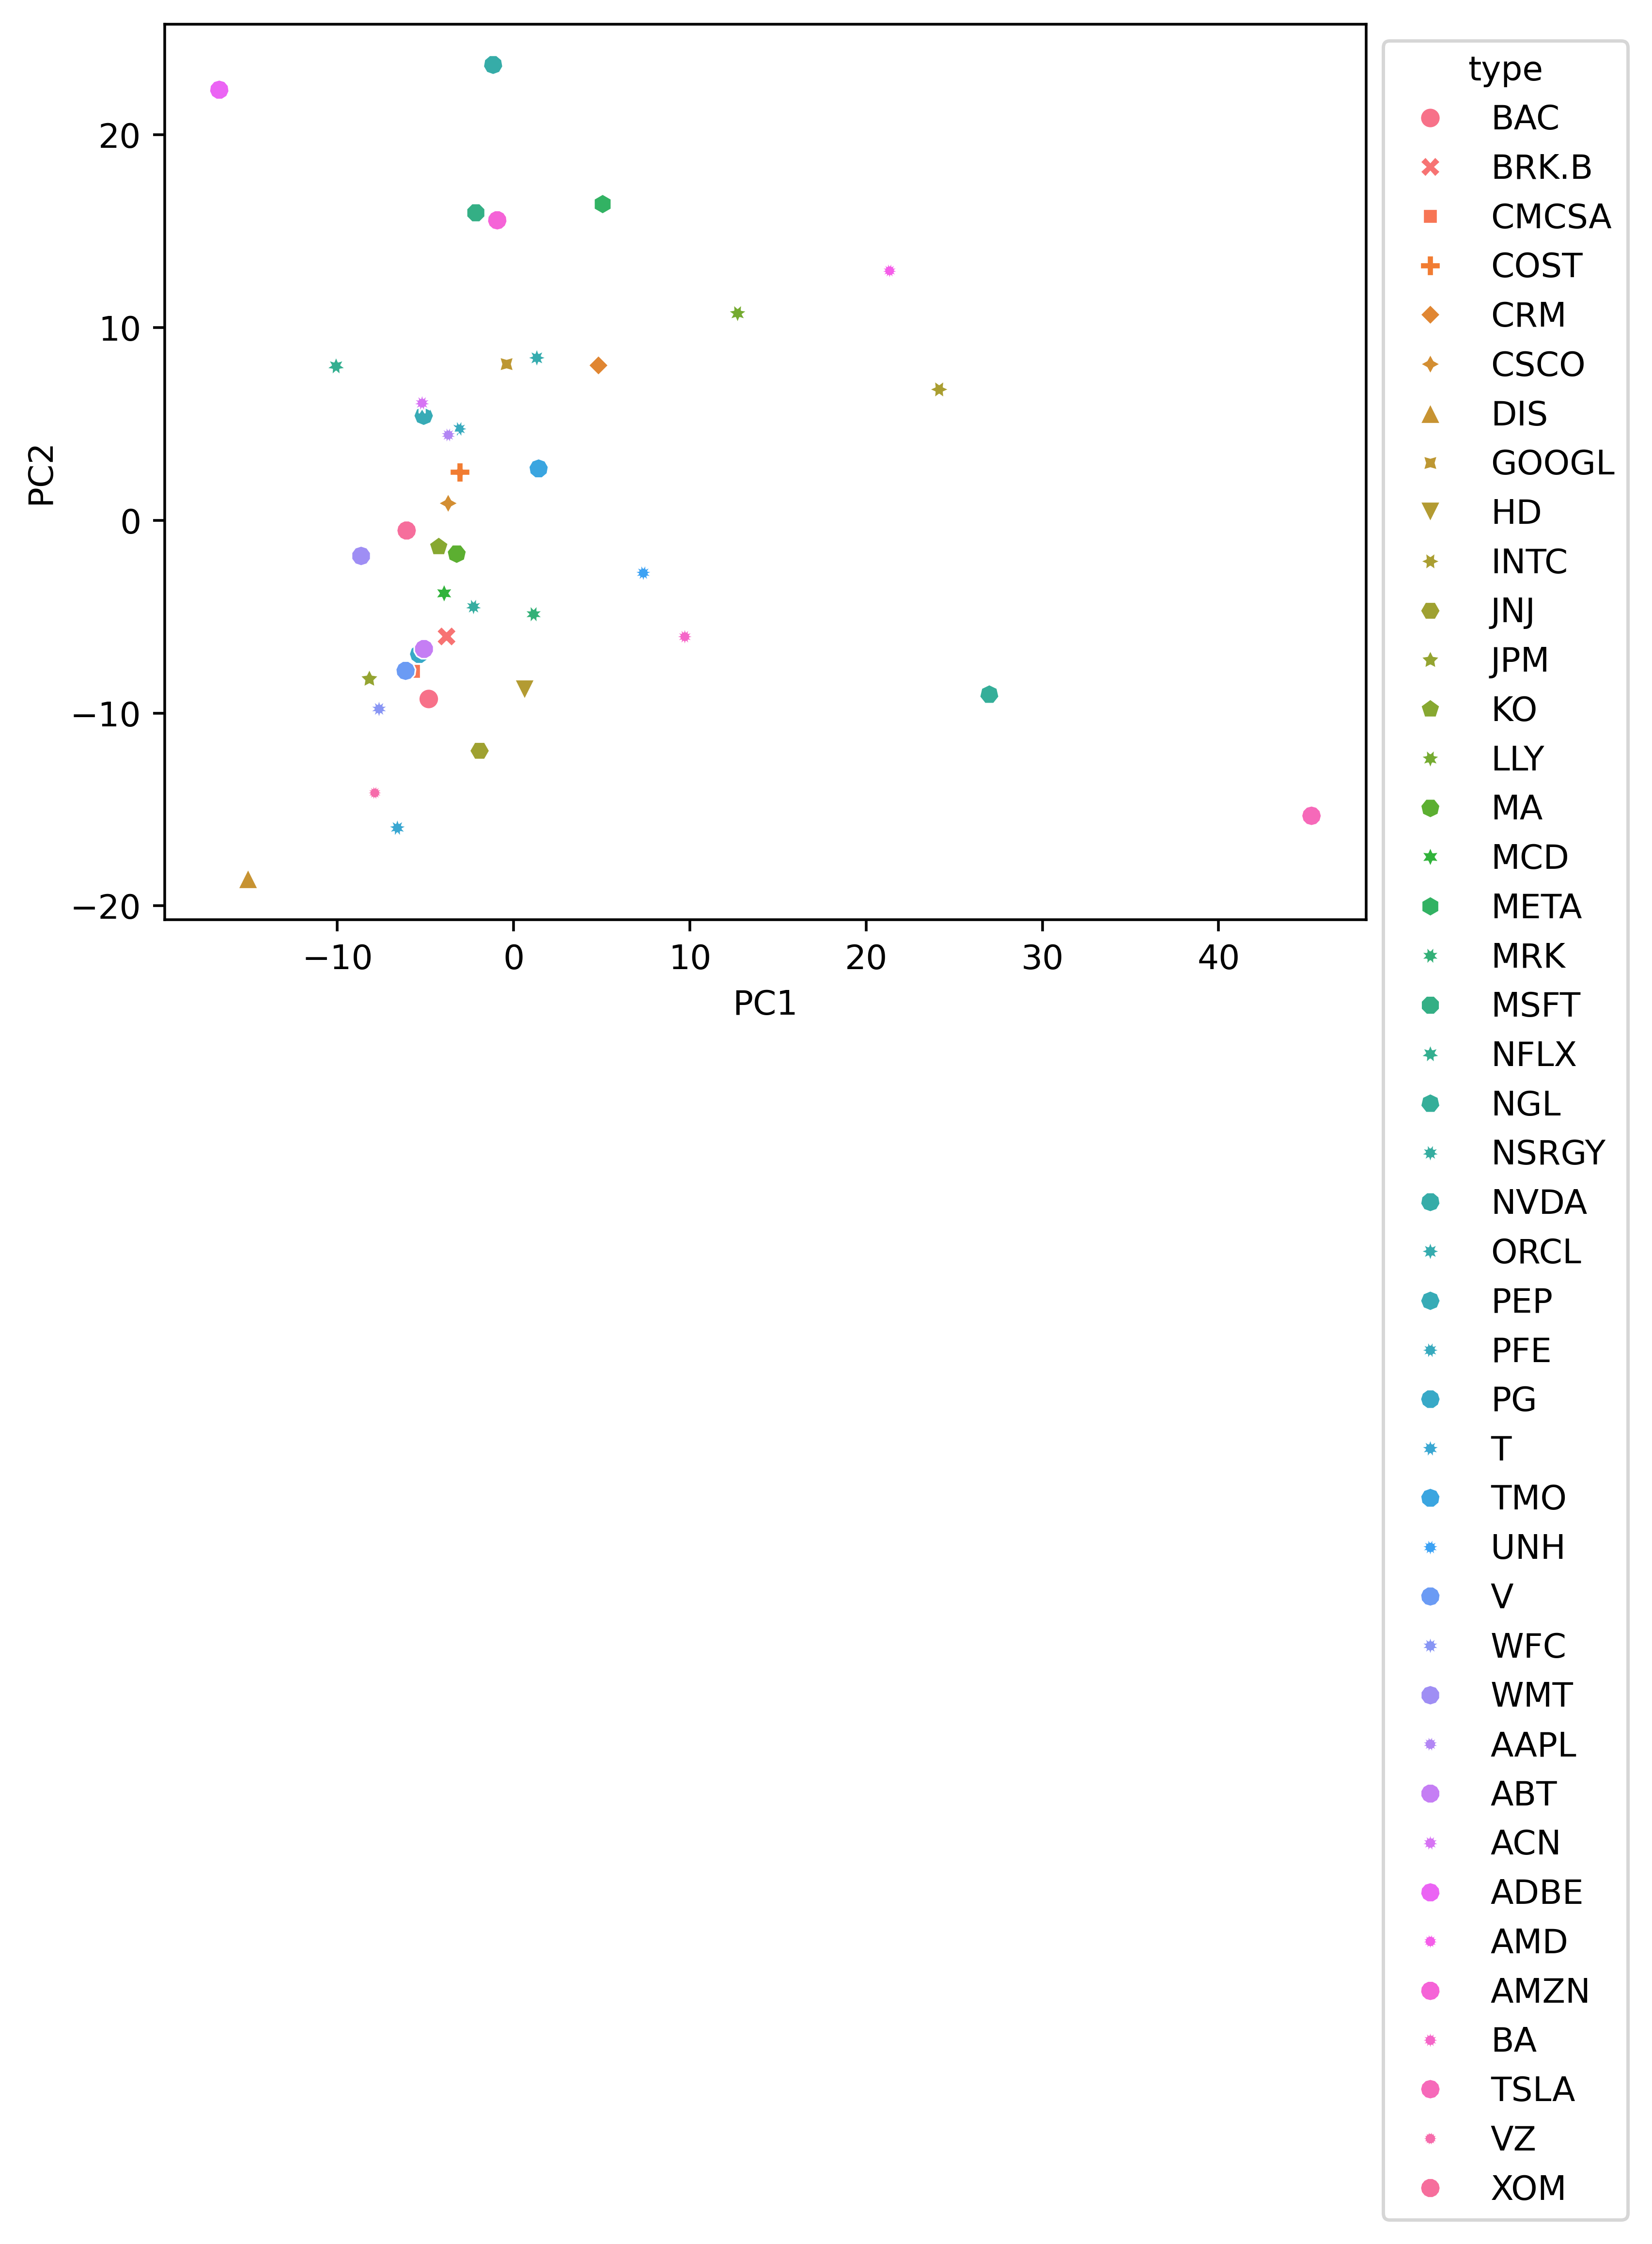 20
10
0
−10
−20
PC2
−10 0 10 20 30 40
PC1
type
BAC
BRK.B
CMCSA
COST
CRM
CSCO
DIS
GOOGL
HD
INTC
JNJ
JPM
KO
LLY
MA
MCD
META
MRK
MSFT
NFLX
NGL
NSRGY
NVDA
ORCL
PEP
PFE
PG
T
TMO
UNH
V
WFC
WMT
AAPL
ABT
ACN
ADBE
AMD
AMZN
BA
TSLA
VZ
XOM